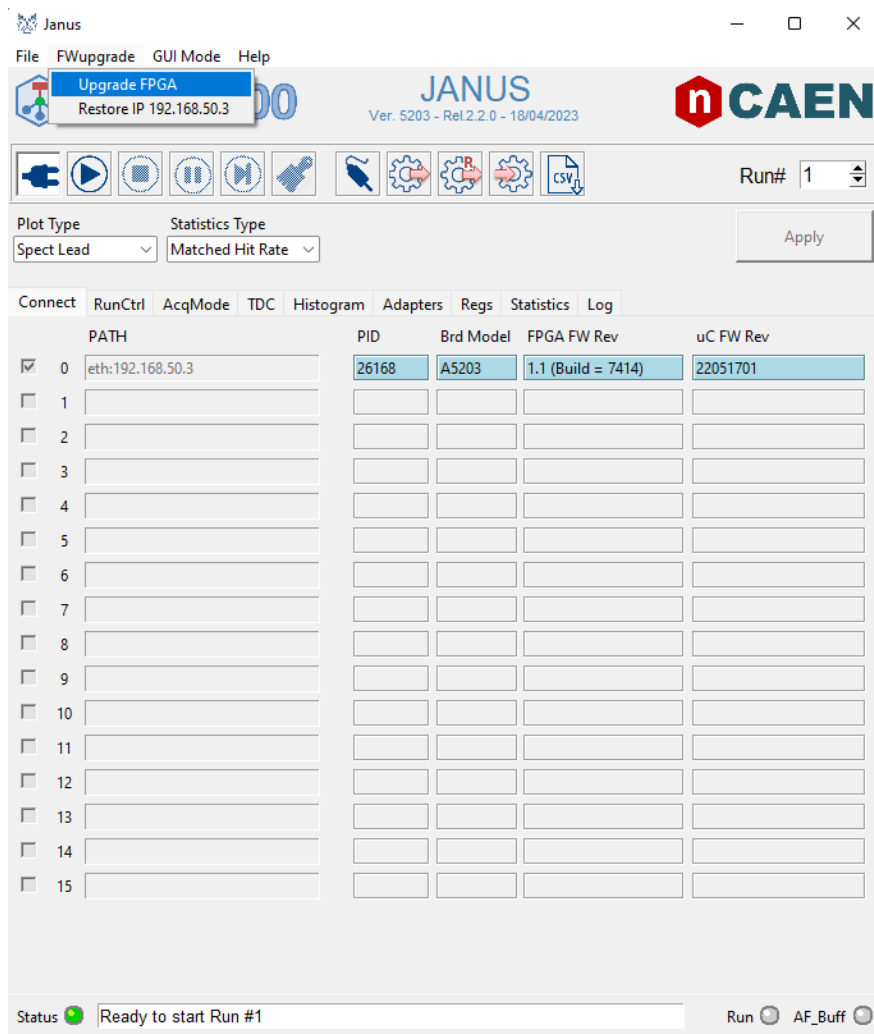 Janus
File FWupgrade GUI Mode Help
Upgrade FPGA
Restore IP 192.168.50.3
00
JANUS
Ver. 5203 - Rel.2.2.0 - 18/04/2023
n CAEN
R
CSV
Run# 1
Plot Type Statistics Type
Spect Lead Matched Hit Rate
Apply
Connect RunCtrl AcqMode TDC Histogram Adapters Regs Statistics Log
PATH PID Brd Model FPGA FW Rev uC FW Rev
0 eth:192.168.50.3 26168 A5203 1.1 (Build = 7414) 22051701
1
2
3
4
5
6
7
8
9
10
11
12
13
14
15
Status Ready to start Run #1 Run AF_Buff